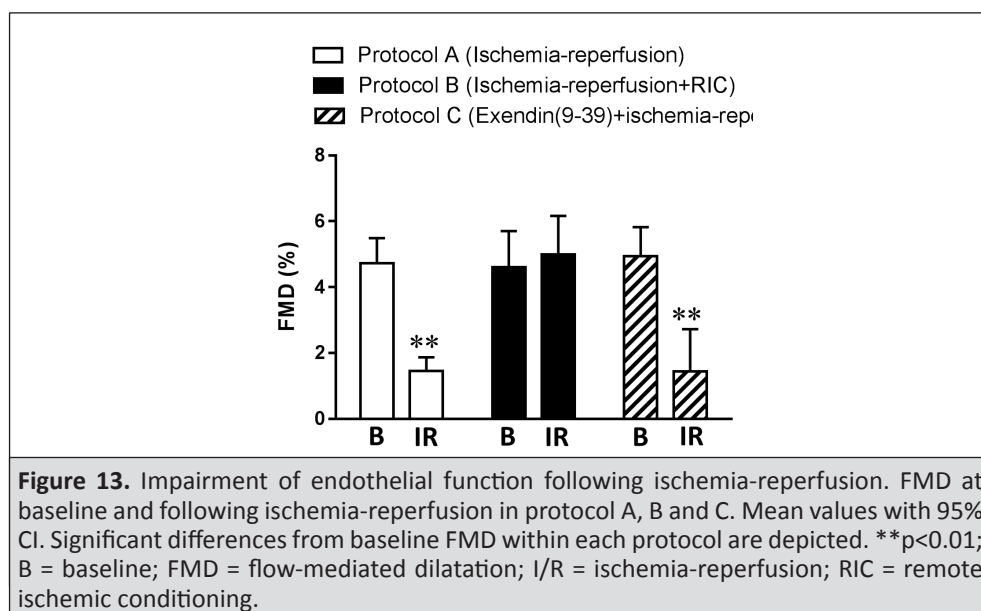 Protocol A (Ischemia-reperfusion)
Protocol B (Ischemia-reperfusion+RIC)
Protocol C (Exendin(9-39)+ischemia-repe
8
6
4
2
0
FMD (%)
**
**
B IR B IR B IR
Figure 13. Impairment of endothelial function following ischemia-reperfusion. FMD at
baseline and following ischemia-reperfusion in protocol A, B and C. Mean values with 95%
CI. Significant differences from baseline FMD within each protocol are depicted. **p<0.01;
B = baseline; FMD = flow-mediated dilatation; I/R = ischemia-reperfusion; RIC = remote
ischemic conditioning.